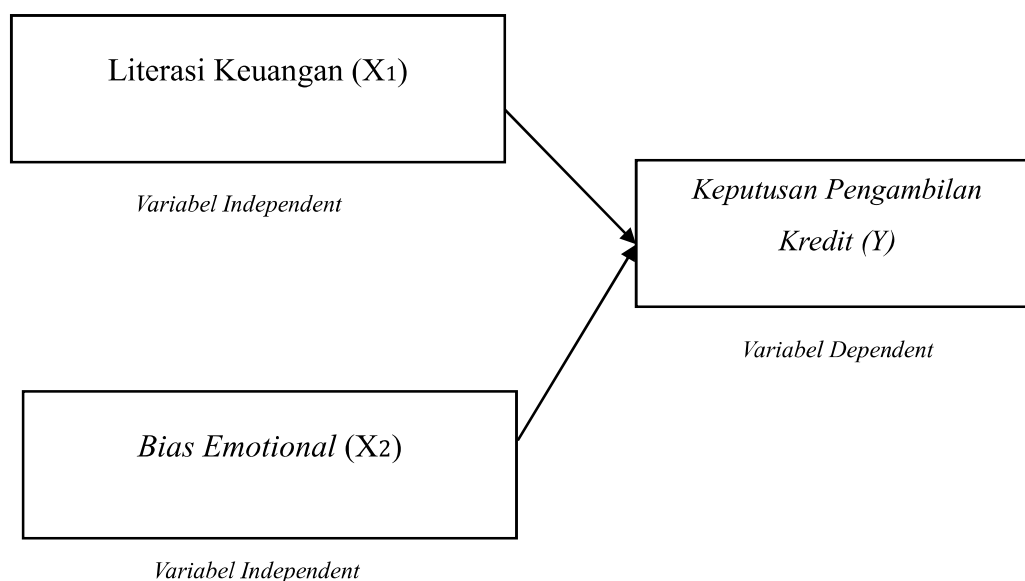 Literasi Keuangan (X1)
Variabel Independent
Keputusan Pengambilan
Kredit (Y)
Variabel Dependent
Bias Emotional (X2)
Variabel Independent